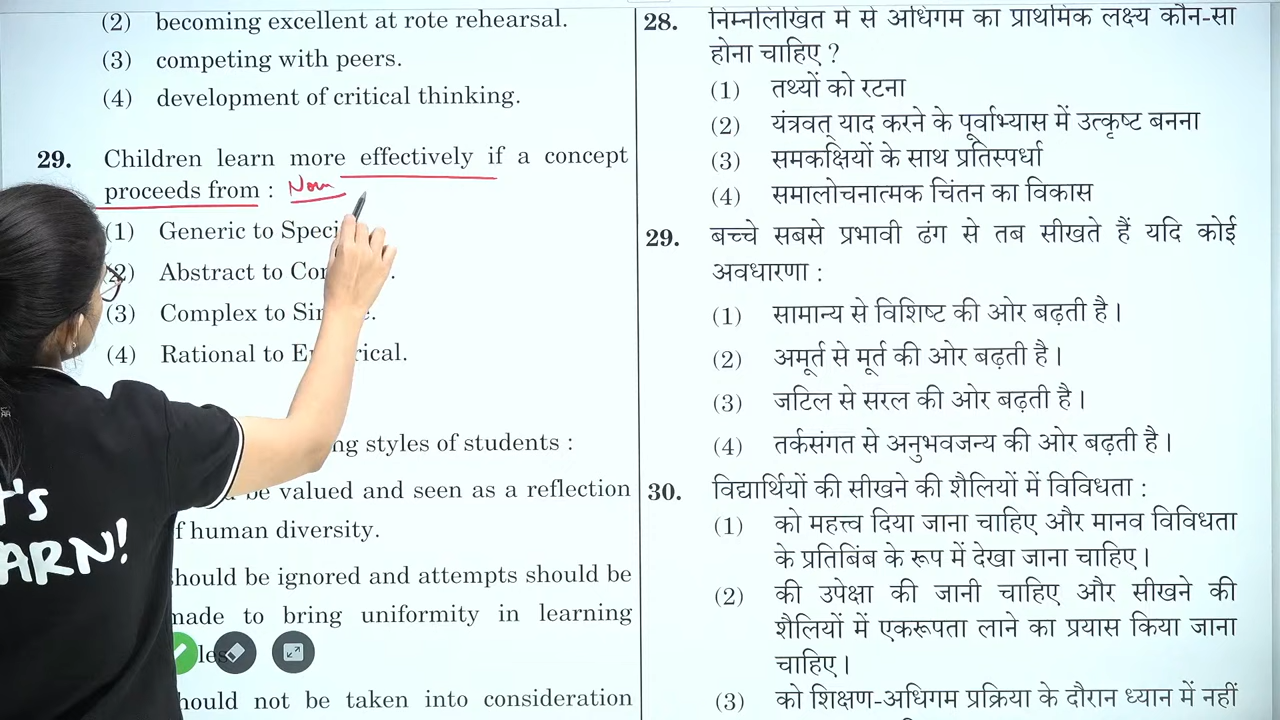 (2) becoming excellent at rote rehearsal.
(3) competing with peers.
(4) development of critical thinking.
29. Children learn more effectively if a concept
proceeds from :
(1) Generic to
(2) Abstract to
(3) Complex to
(4) Rational to
styles of students :
be valued and seen as a reflection
human diversity.
should be ignored and attempts should be
made to bring uniformity in learning
should not be taken into consideration
28. निम्नलिखित में से अधिगम का प्राथमिक लक्ष्य कौन-सा
होना चाहिए ?
(1) तथ्यों को रटना
(2) यंत्रवत् याद करने के पूर्वाभ्यास में उत्कृष्ट बनना
(3) समकक्षियों के साथ प्रतिस्पर्धा
(4) समालोचनात्मक चिंतन का विकास
29. बच्चे सबसे प्रभावी ढंग से तब सीखते हैं यदि कोई
अवधारणा :
(1) सामान्य से विशिष्ट की ओर बढ़ती है।
(2) अमूर्त से मूर्त की ओर बढ़ती है।
(3) जटिल से सरल की ओर बढ़ती है।
(4) तर्कसंगत से अनुभवजन्य की ओर बढ़ती है।
30. विद्यार्थियों की सीखने की शैलियों में विविधता :
(1) को महत्त्व दिया जाना चाहिए और मानव विविधता
के प्रतिबिंब के रूप में देखा जाना चाहिए।
(2) की उपेक्षा की जानी चाहिए और सीखने की
शैलियों में एकरूपता लाने का प्रयास किया जाना
चाहिए।
(3) को शिक्षण-अधिगम प्रक्रिया के दौरान ध्यान में नहीं